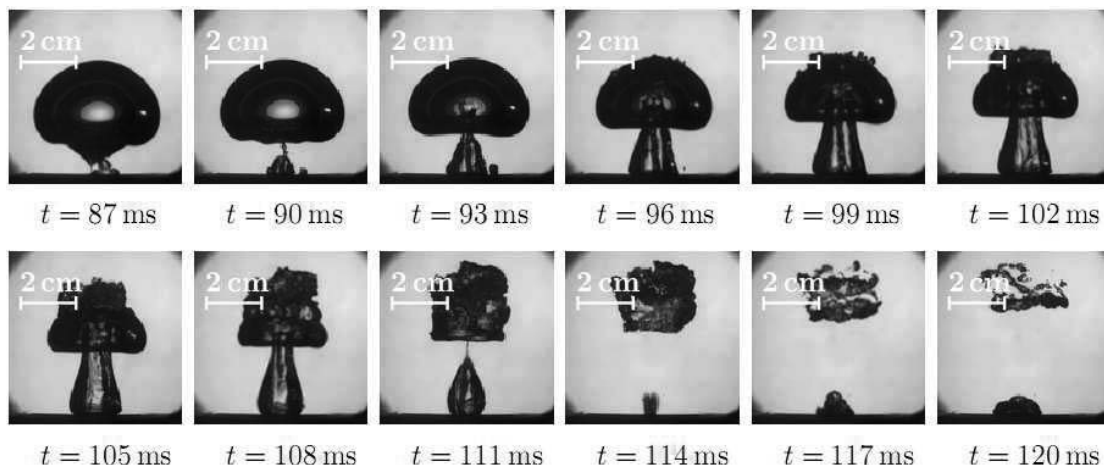 2 cm 2 cm 2 cm 2 cm 2 cm 2 cm
t = 87 ms t = 90 ms t = 93 ms t = 96 ms t = 99 ms t = 102 ms
2 cm 2 cm 2 cm 2 cm 2 cm 2 cm
t = 105 ms t = 108 ms t = 111 ms t = 114 ms t = 117 ms t = 120 ms